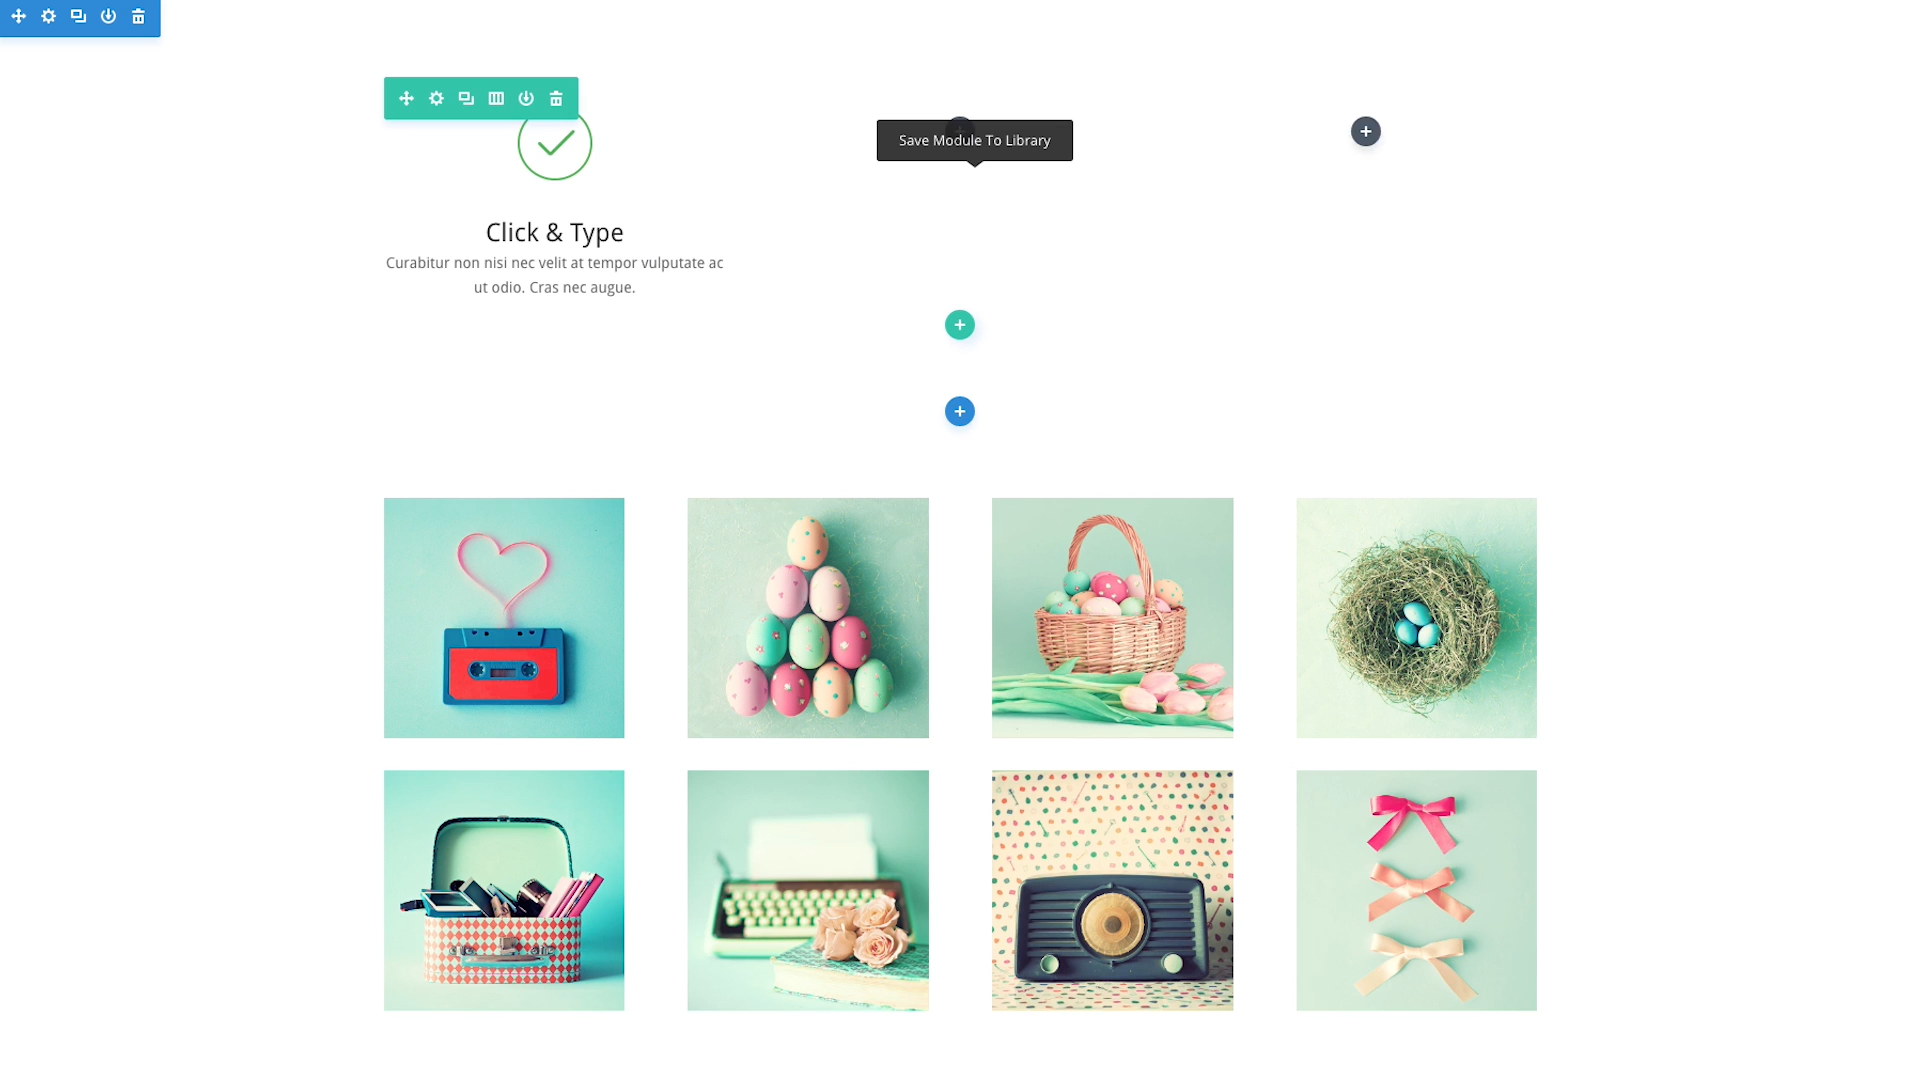 Save Module To Library
Click & Type
Curabitur non nisi nec velit at tempor vulputate ac
ut odio. Cras nec augue.